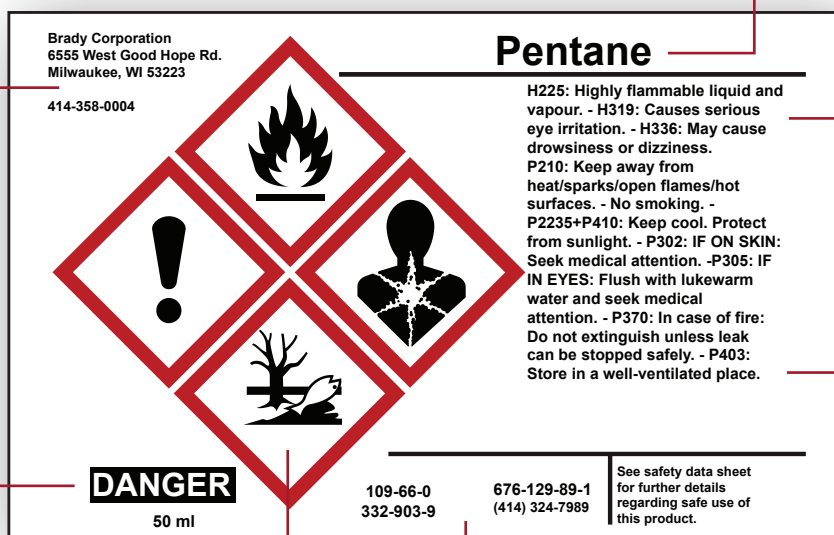 Brady Corporation
6555 West Good Hope Rd.
Milwaukee, WI 53223
414-358-0004
Pentane
H225: Highly flammable liquid and
vapour. - H319: Causes serious
eye irritation. - H336: May cause
drowsiness or dizziness.
P210: Keep away from
heat/sparks/open flames/hot
surfaces. - No smoking. -
P2235+P410: Keep cool. Protect
from sunlight. - P302: IF ON SKIN:
Seek medical attention. -P305: IF
IN EYES: Flush with lukewarm
water and seek medical
attention. - P370: In case of fire:
Do not extinguish unless leak
can be stopped safely. - P403:
Store in a well-ventilated place.
DANGER
50 ml
109-66-0
332-903-9
676-129-89-1
(414) 324-7989
See safety data sheet
for further details
regarding safe use of
this product.